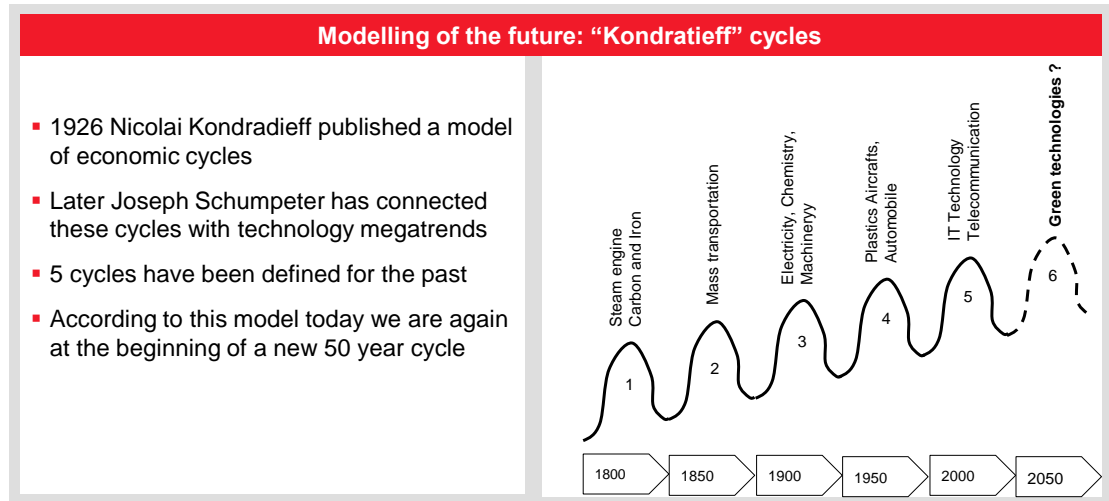 Modelling of the future: “Kondratieff” cycles
▪ 1926 Nicolai Kondradieff published a model
of economic cycles
▪ Later Joseph Schumpeter has connected
these cycles with technology megatrends
▪ 5 cycles have been defined for the past
▪ According to this model today we are again
at the beginning of a new 50 year cycle
Steam engine
Carbon and Iron
Mass transportation
Electricity, Chemistry,
Machineryy
Plastics Aircrafts,
Automobile
IT Technology
Telecommunication
Green technologies ?
1
2
3
4
5
6
1800
1850
1900
1950
2000
2050